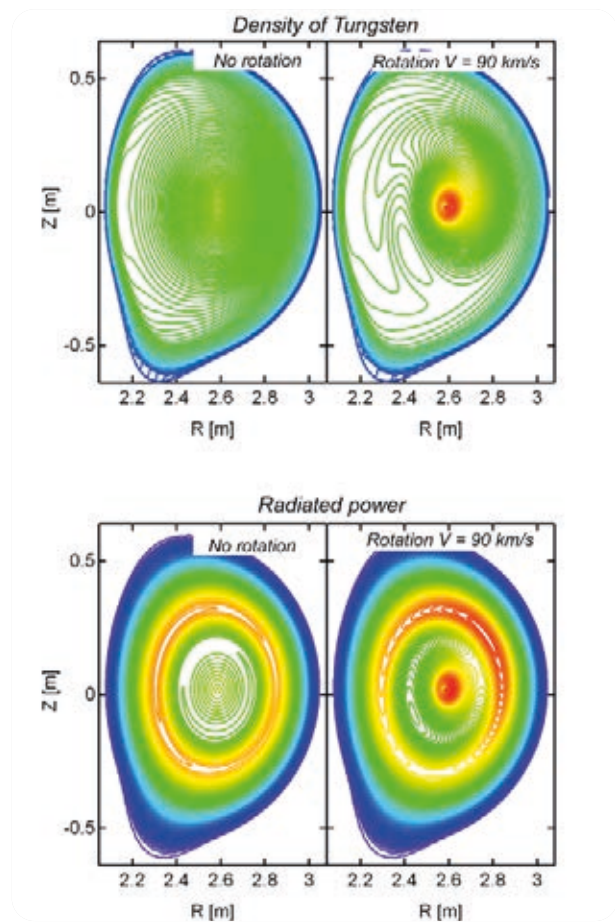 Density of Tungsten
No rotation
Rotation V = 90 km/s
Z [m]
0.5
0
-0.5
2.2 2.4 2.6 2.8 3
2.2 2.4 2.6 2.8 3
R [m]
R [m]
Radiated power
No rotation
Rotation V = 90 km/s
Z [m]
0.5
0
-0.5
2.2 2.4 2.6 2.8 3
2.2 2.4 2.6 2.8 3
R [m]
R [m]